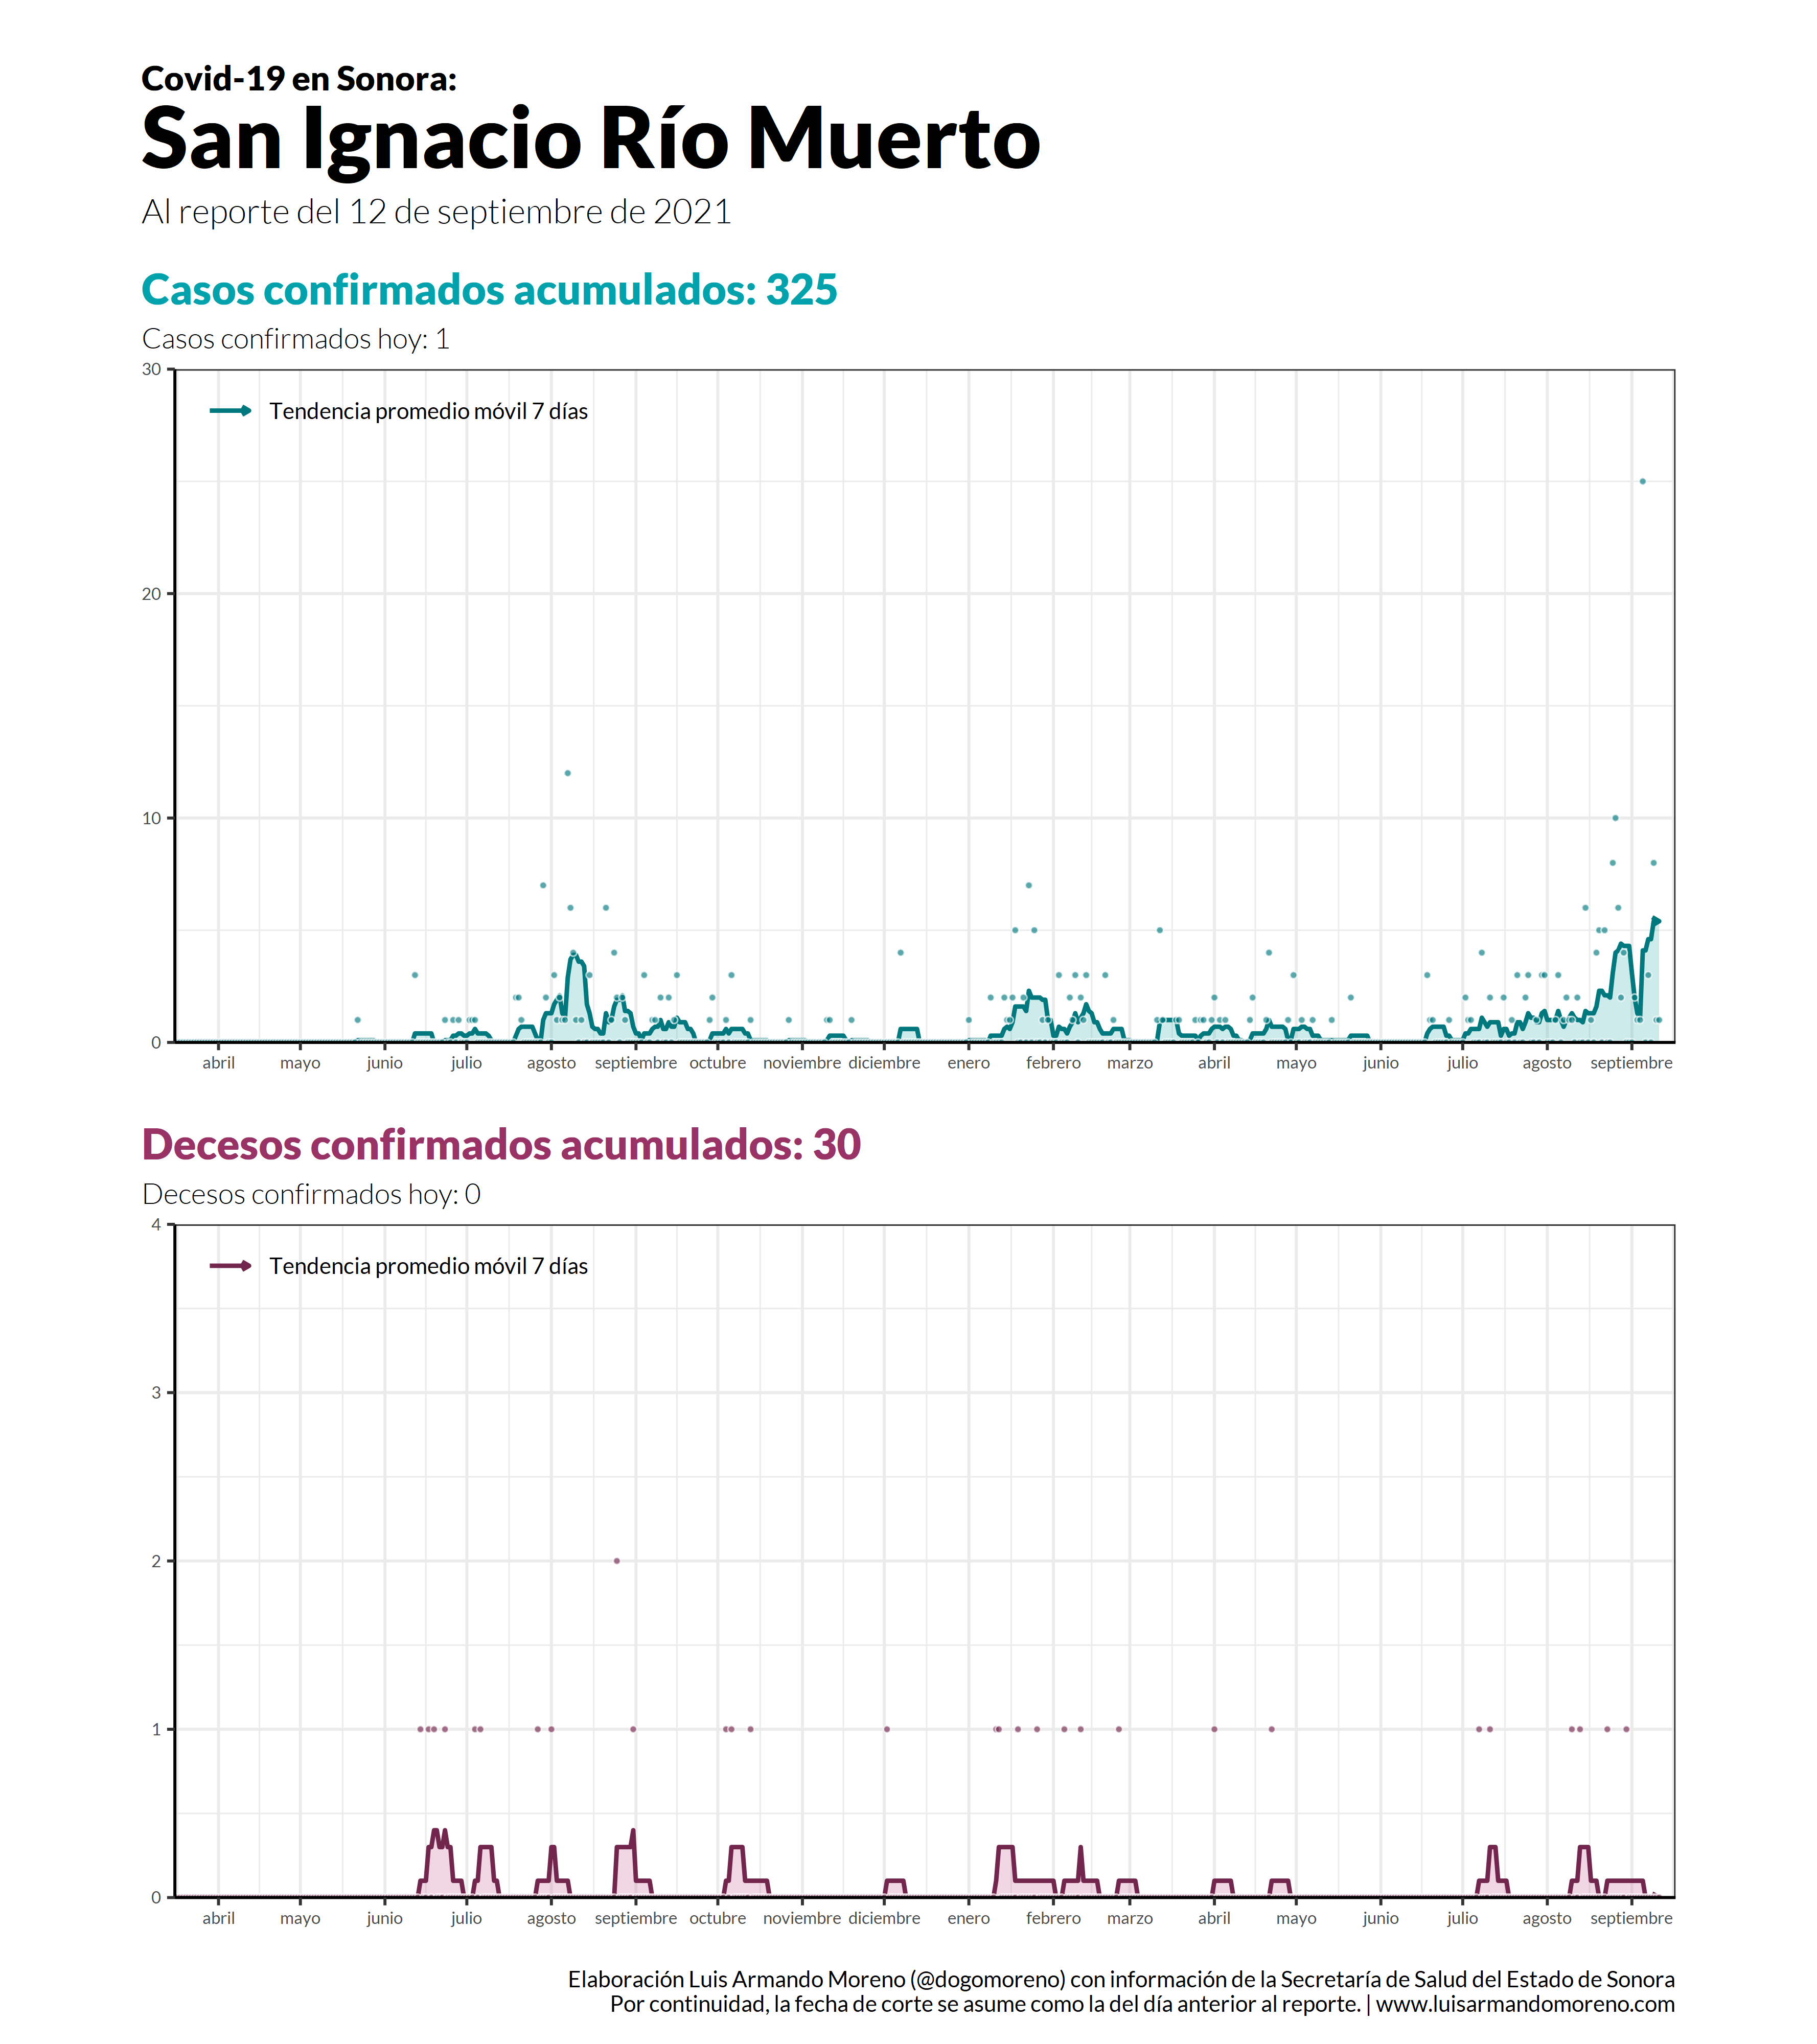 Covid-19 en Sonora:
San Ignacio Río Muerto
Al reporte del 12 de septiembre de 2021
Casos confirmados acumulados: 325
Casos confirmados hoy: 1
30
Tendencia promedio móvil 7 días
20
10
0
abril mayo junio julio agosto septiembre octubre noviembre diciembre enero febrero marzo abril mayo junio julio agosto septiembre
Decesos confirmados acumulados: 30
Decesos confirmados hoy: 0
4
Tendencia promedio móvil 7 días
3
2
1
0
abril mayo junio julio agosto septiembre octubre noviembre diciembre enero febrero marzo abril mayo junio julio agosto septiembre
Elaboración Luis Armando Moreno (@dogomoreno) con información de la Secretaría de Salud del Estado de Sonora
Por continuidad, la fecha de corte se asume como la del día anterior al reporte. | www.luisarmandomoreno.com